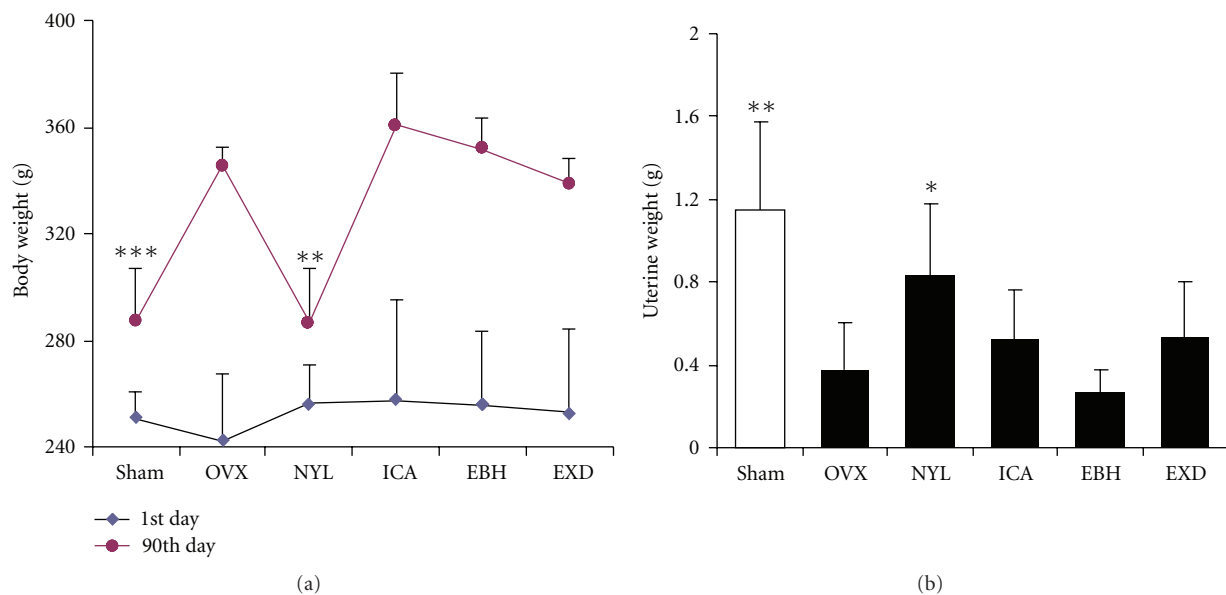 400
360
320
280
240
Body weight (g)
***
**
Sham OVX NYL ICA EBH EXD
1st day
90th day
(a)
2
1.6
1.2
0.8
0.4
0
Uterine weight (g)
**
*
Sham OVX NYL ICA EBH EXD
(b)